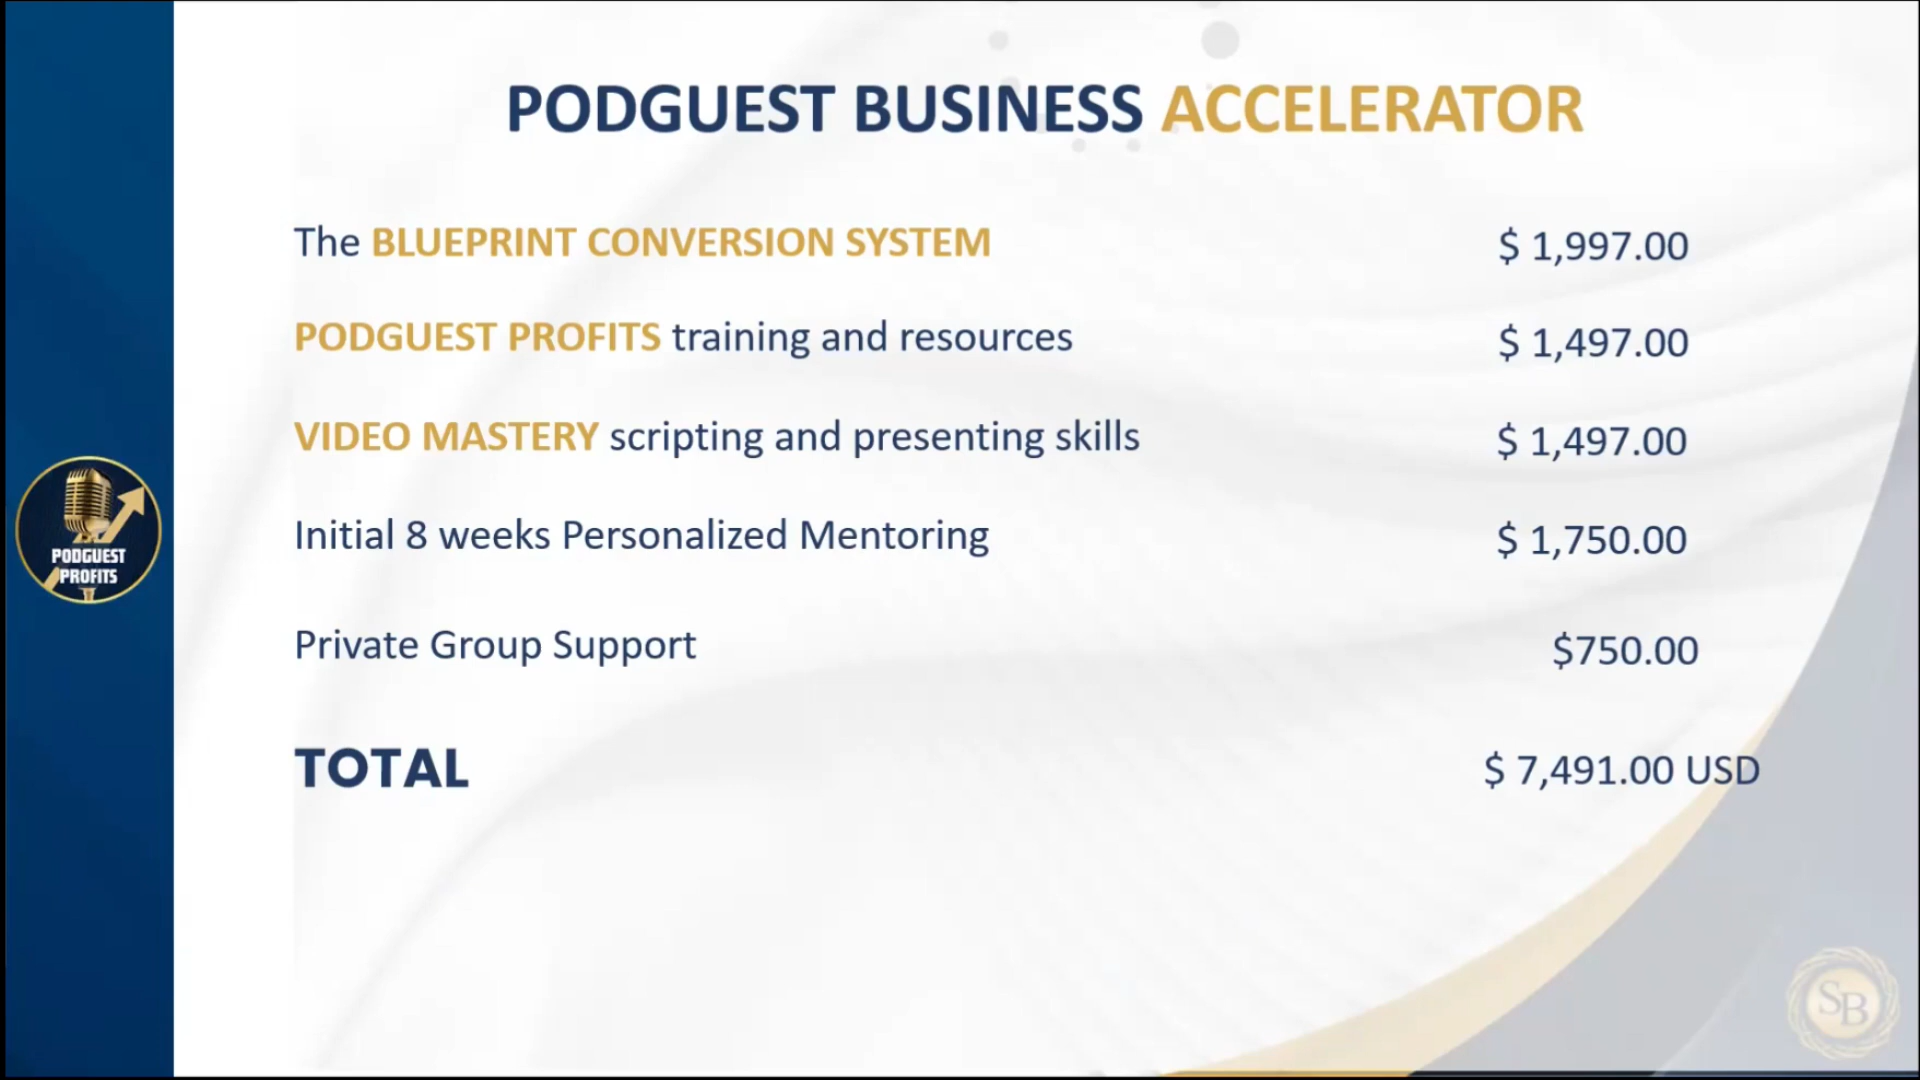 PODGUEST BUSINESS ACCELERATOR
The BLUEPRINT CONVERSION SYSTEM $ 1,997.00
PODGUEST PROFITS training and resources $ 1,497.00
VIDEO MASTERY scripting and presenting skills $ 1,497.00
Initial 8 weeks Personalized Mentoring $ 1,750.00
PODGUEST
PROFITS
Private Group Support $750.00
TOTAL $ 7,491.00 USD
SB